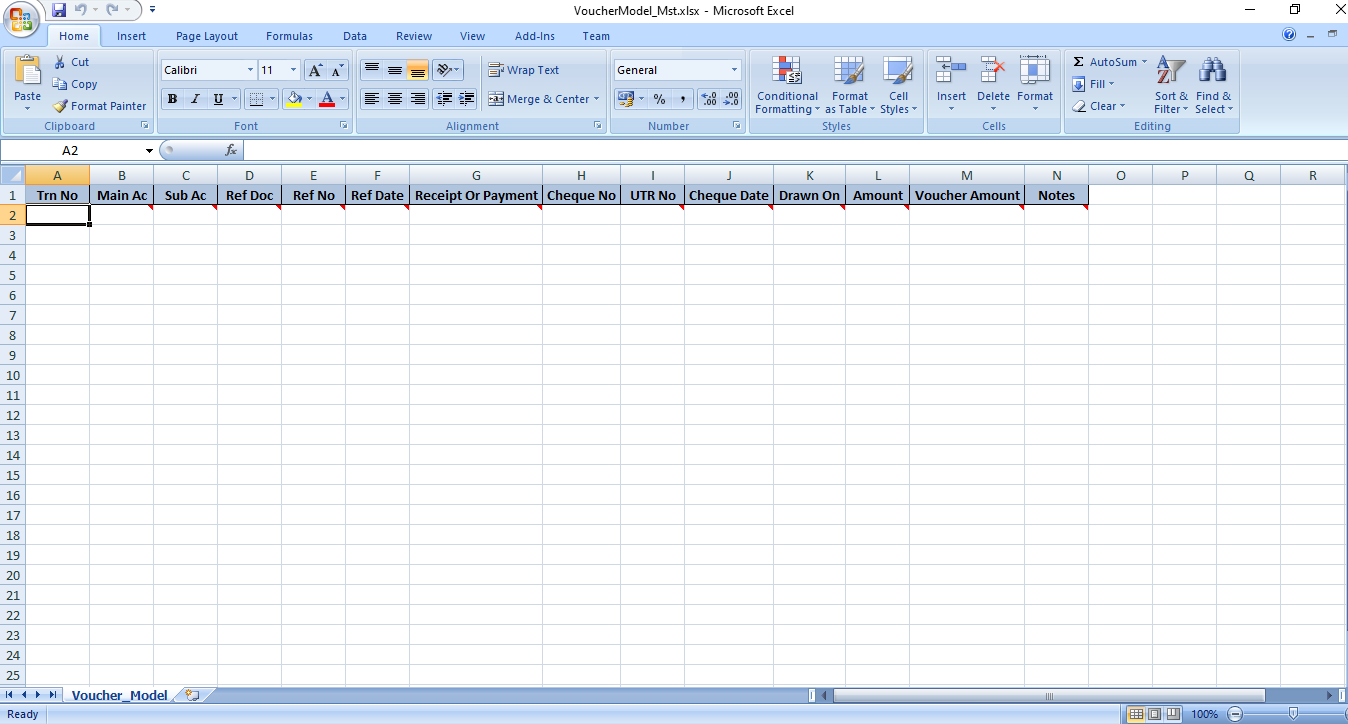 VoucherModel_Mst.xlsx - Microsoft Excel
Home Insert Page Layout Formulas Data Review View Add-Ins Team
Paste Cut Copy Format Painter
Clipboard
Calibri 11
B I U A
Font
Wrap Text
Merge & Center
Alignment
General
% ,
Number
Conditional Formatting Format as Table Cell Styles
Styles
Insert Delete Format
Cells
Σ AutoSum Fill Clear
Sort & Filter Find & Select
Editing
A2 fx
A B C D E F G H I J K L M N O P Q R
1 Trn No Main Ac Sub Ac Ref Doc Ref No Ref Date Receipt Or Payment Cheque No UTR No Cheque Date Drawn On Amount Voucher Amount Notes
2
3
4
5
6
7
8
9
10
11
12
13
14
15
16
17
18
19
20
21
22
23
24
25
Voucher_Model
Ready 100%